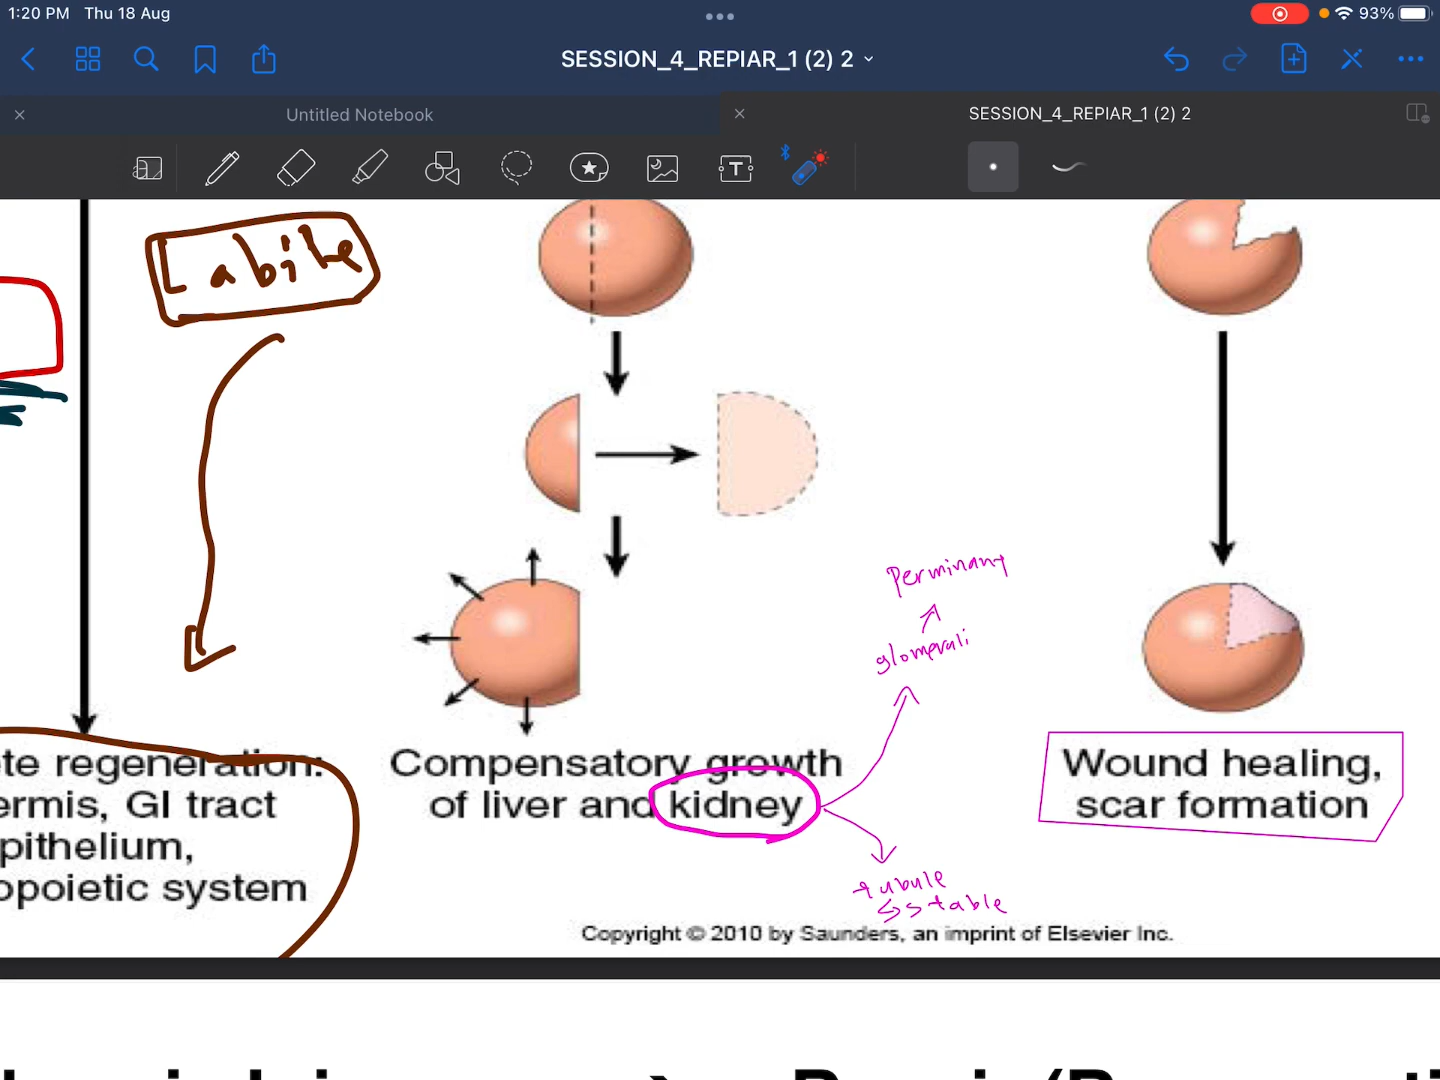 1:20 PM Thu 18 Aug
93%
SESSION_4_REPIAR_1 (2) 2
Untitled Notebook
SESSION_4_REPIAR_1 (2) 2
Labile
Perminant
glomeruli
te regeneration:
ermis, GI tract
pithelium,
opoietic system
Compensatory growth
of liver and kidney
tubule
stable
Wound healing,
scar formation
Copyright © 2010 by Saunders, an imprint of Elsevier Inc.